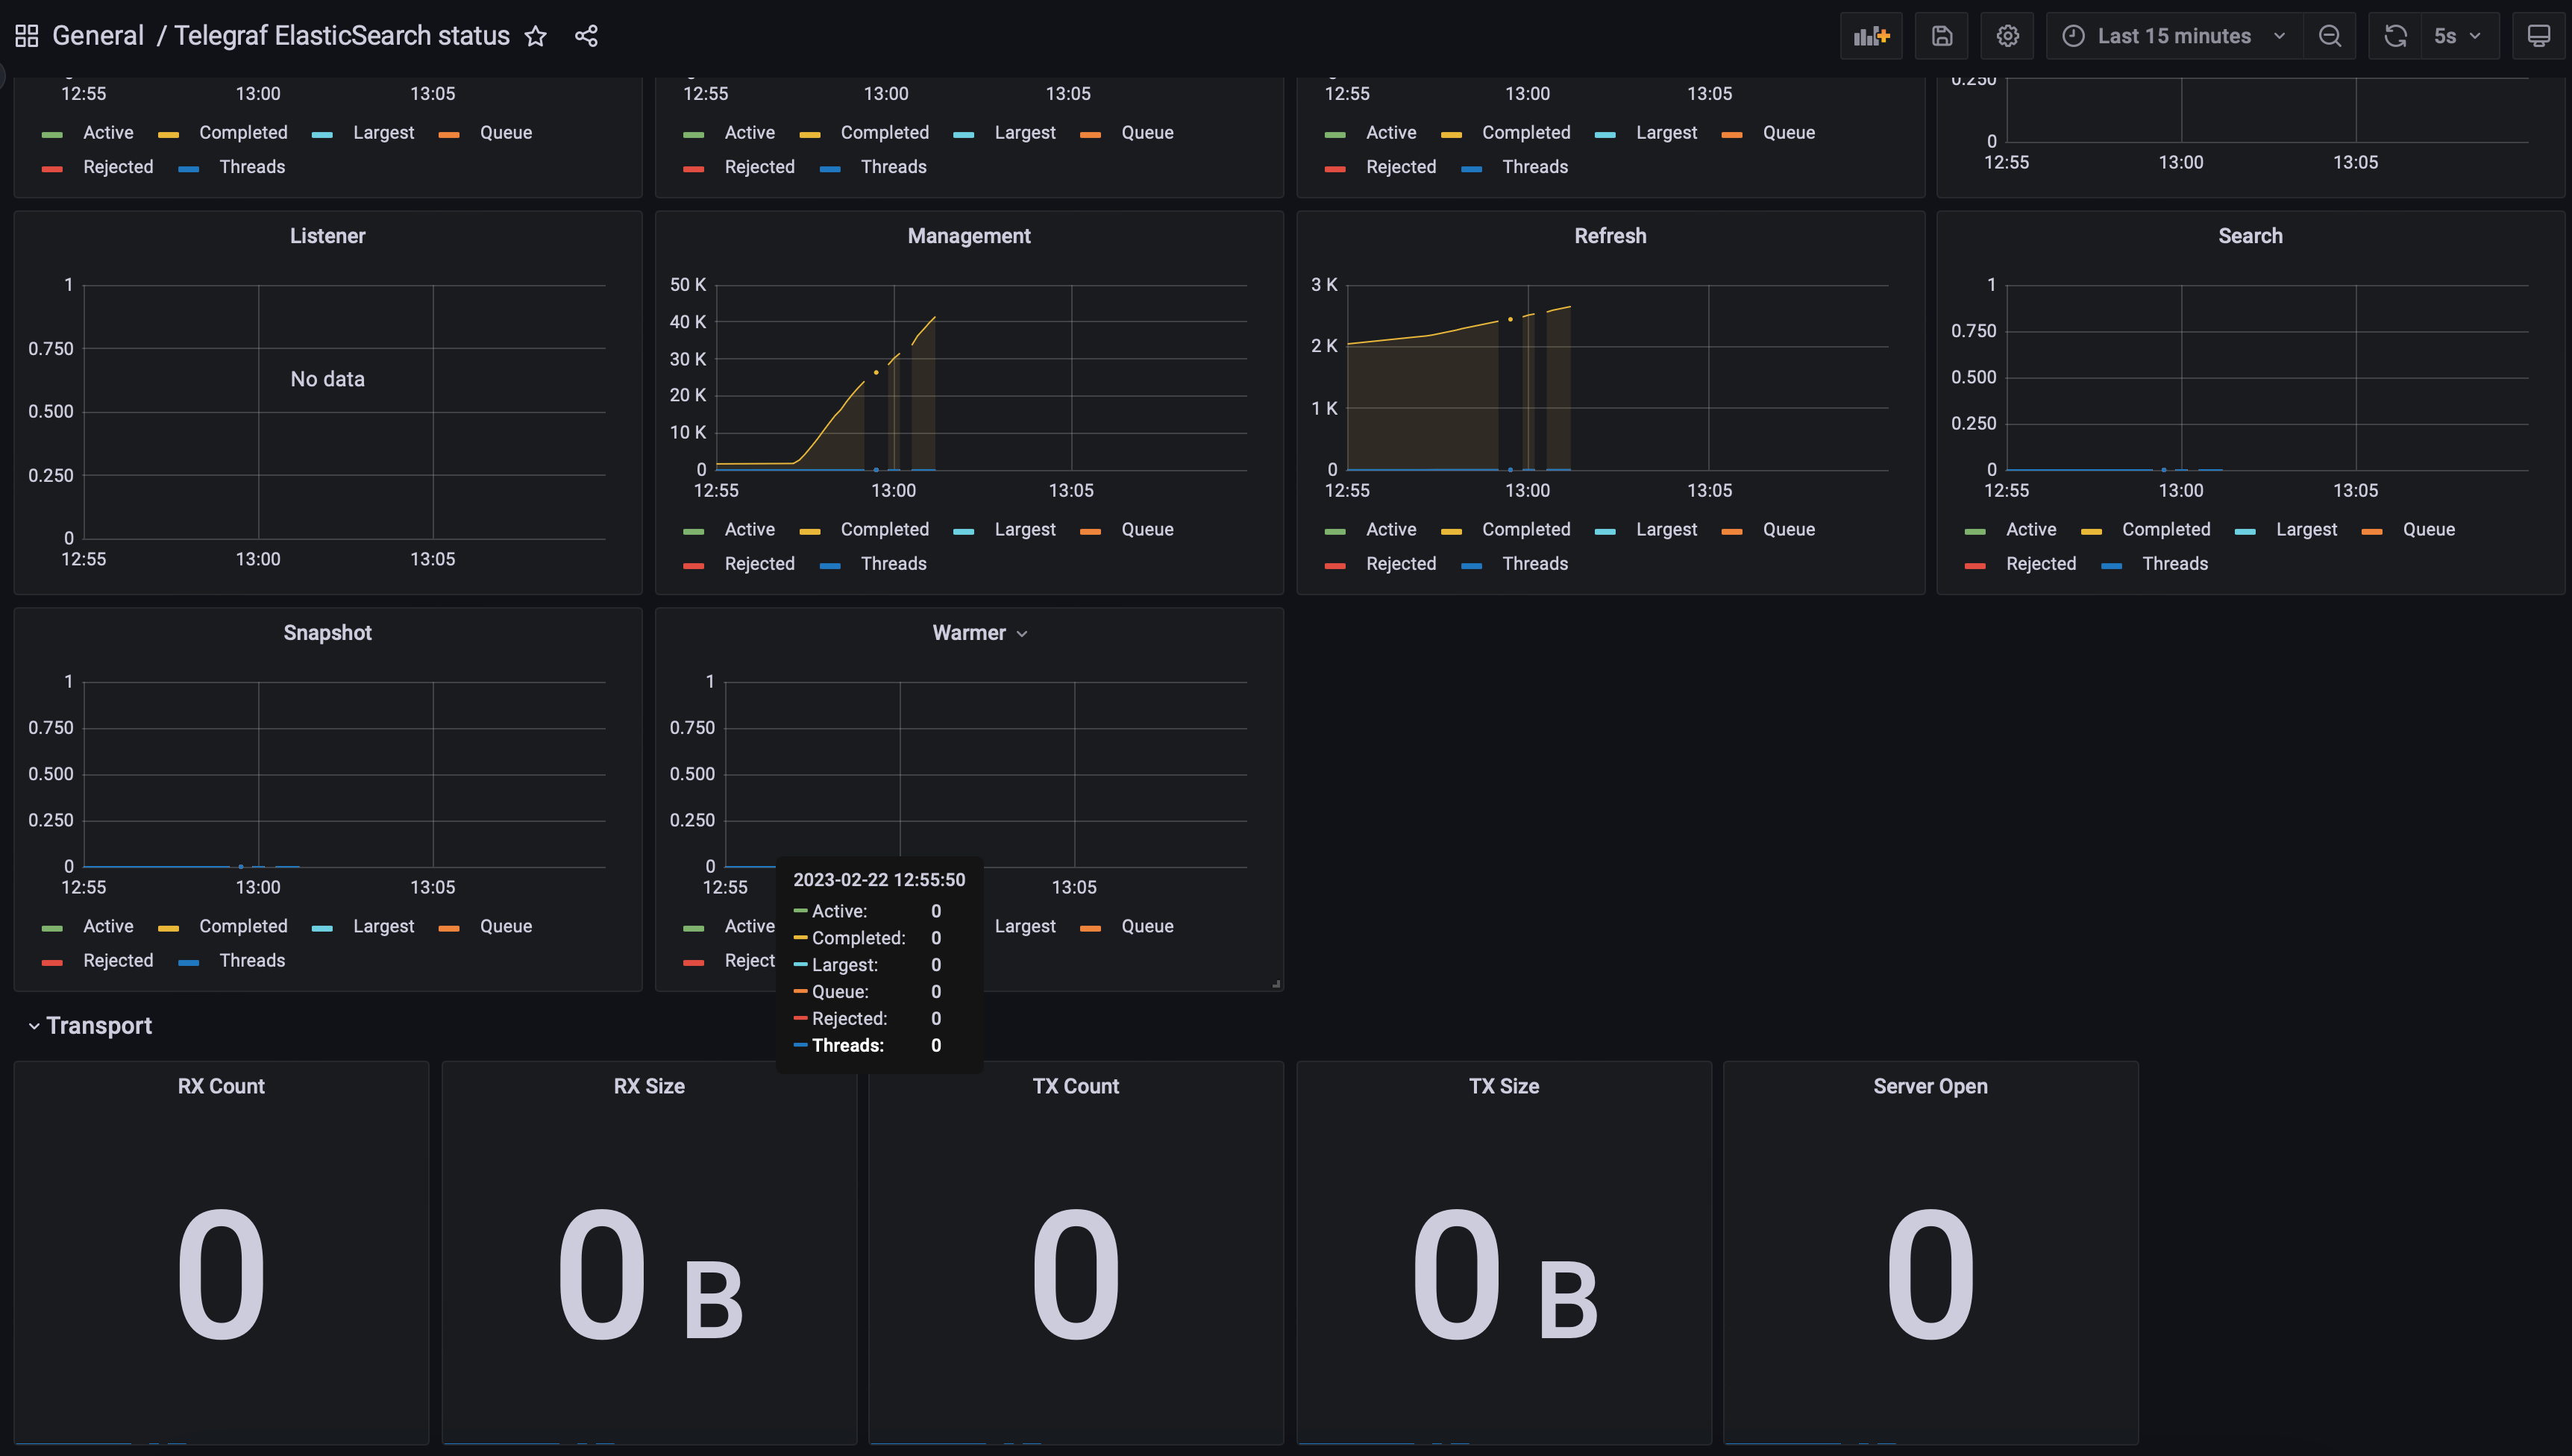 General / Telegraf ElasticSearch status
Last 15 minutes
5s
12:55 13:00 13:05
Active Completed Largest Queue
Rejected Threads
12:55 13:00 13:05
Active Completed Largest Queue
Rejected Threads
12:55 13:00 13:05
Active Completed Largest Queue
Rejected Threads
0.250
0
12:55 13:00 13:05
Listener
1
0.750
No data
0.500
0.250
0
12:55 13:00 13:05
Management
50 K
40 K
30 K
20 K
10 K
0
12:55 13:00 13:05
Active Completed Largest Queue
Rejected Threads
Refresh
3 K
2 K
1 K
0
12:55 13:00 13:05
Active Completed Largest Queue
Rejected Threads
Search
1
0.750
0.500
0.250
0
12:55 13:00 13:05
Active Completed Largest Queue
Rejected Threads
Snapshot
1
0.750
0.500
0.250
0
12:55 13:00 13:05
Active Completed Largest Queue
Rejected Threads
Warmer
1
0.750
0.500
0.250
0
12:55 13:05
Active Largest Queue
Reject
2023-02-22 12:55:50
Active: 0
Completed: 0
Largest: 0
Queue: 0
Rejected: 0
Threads: 0
Transport
RX Count
0
RX Size
0 B
TX Count
0
TX Size
0 B
Server Open
0